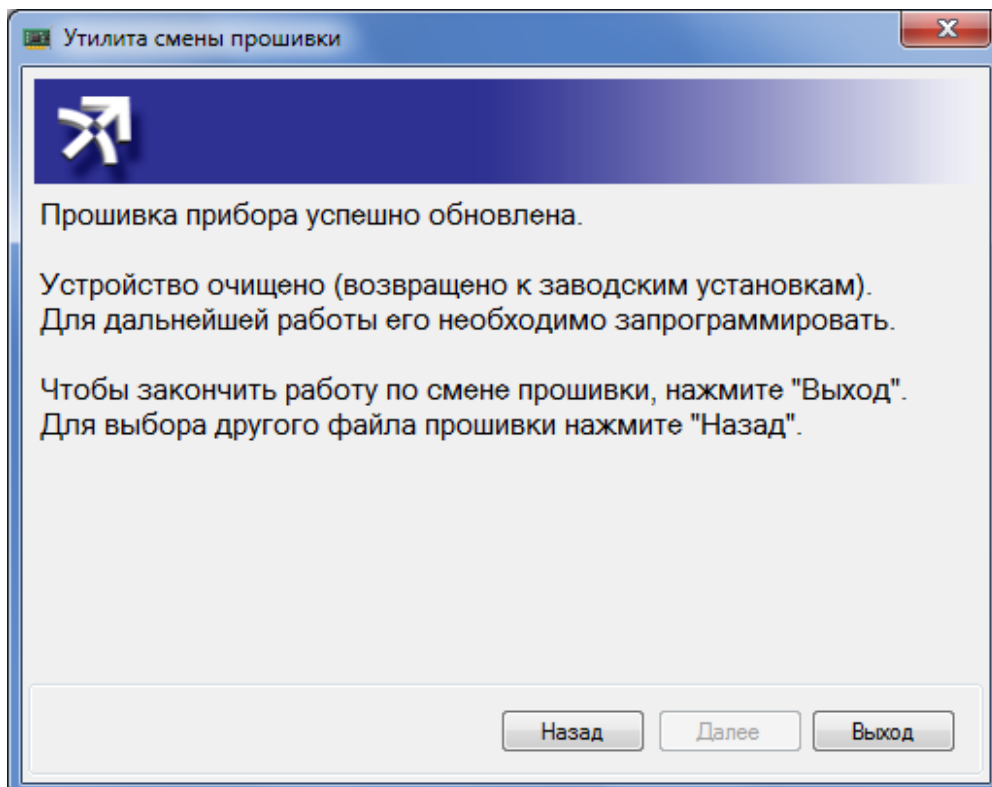 Утилита смены прошивки
Прошивка прибора успешно обновлена.
Устройство очищено (возвращено к заводским установкам).
Для дальнейшей работы его необходимо запрограммировать.
Чтобы закончить работу по смене прошивки, нажмите "Выход".
Для выбора другого файла прошивки нажмите "Назад".
Назад Далее Выход